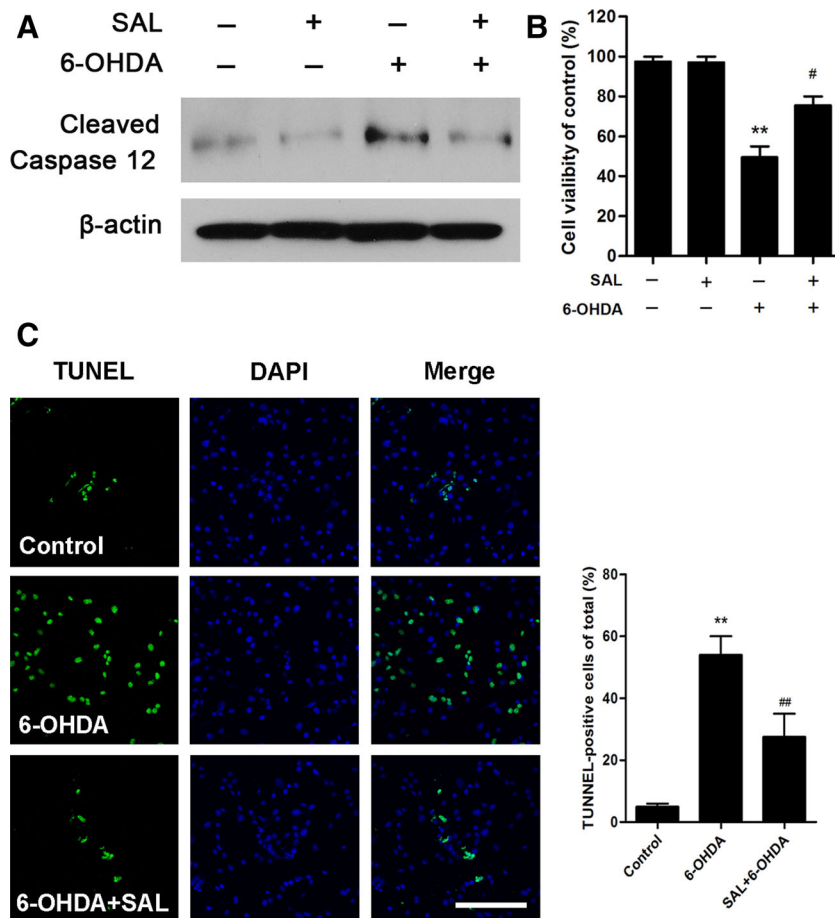 A
SAL – + – +
6-OHDA – – + +
Cleaved
Caspase 12
β-actin
B
120
100
80
60
40
20
0
Cell vialibity of control (%)
**
#
SAL – + – +
6-OHDA – – + +
C
TUNEL DAPI Merge
Control
6-OHDA
6-OHDA+SAL
80
60
40
20
0
TUNNEL-positive cells of total (%)
**
##
Control
6-OHDA
SAL+6-OHDA